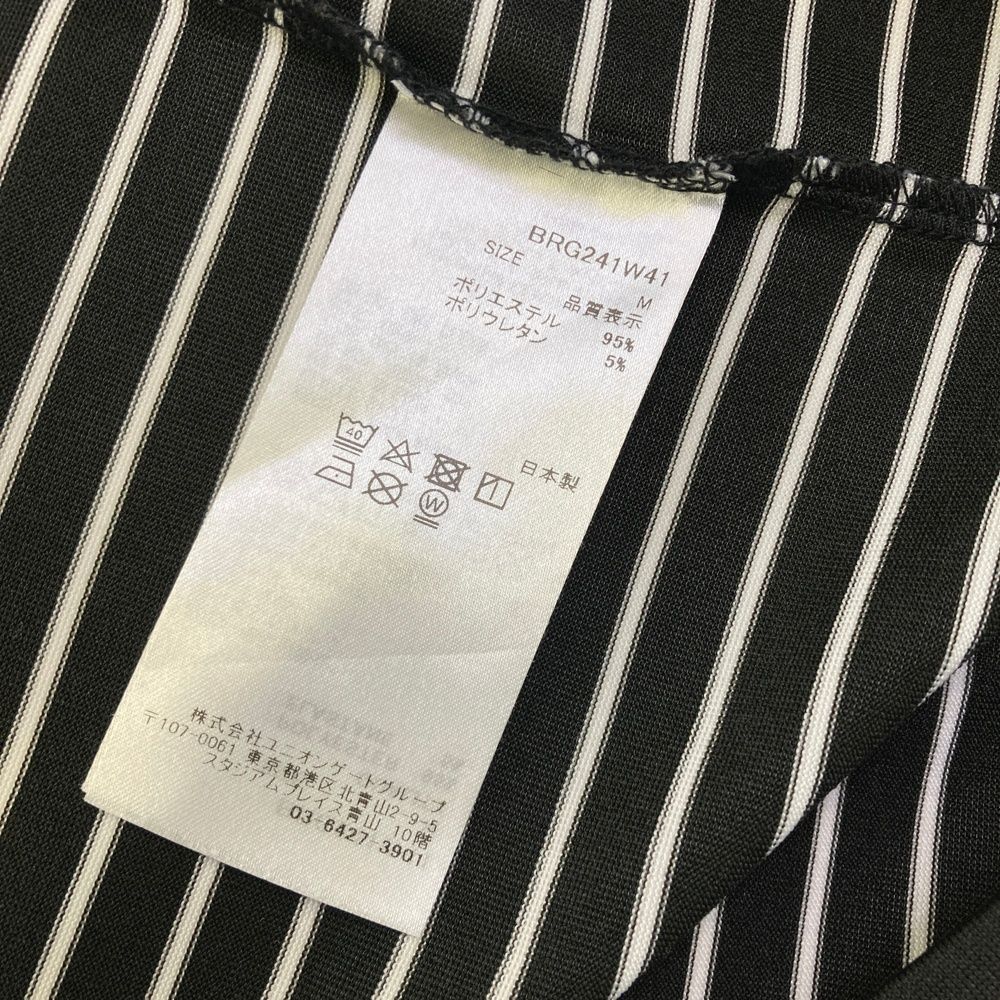 BRG241W41
SIZE M
品質表示
ポリエステル 95%
ポリウレタン 5%
40
W
日本製
株式会社ユニオンゲートグループ
〒107-0061 東京都港区北青山2-9-5
スタジアムプレイス青山 10階
03-6427-3901